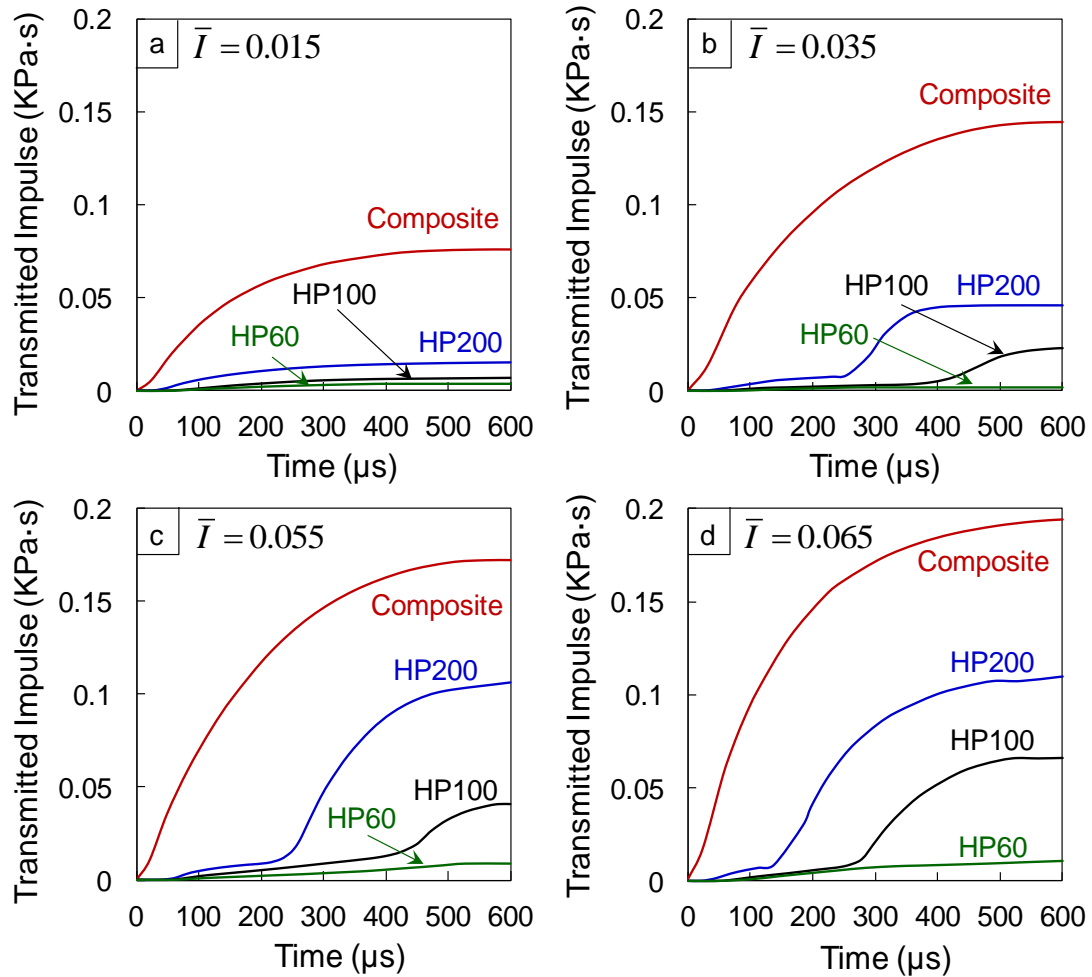 a
Ī = 0.015
Transmitted Impulse (KPa·s)
0.2
0.15
0.1
0.05
0
Composite
HP100
HP60
HP200
0 100 200 300 400 500 600
Time (µs)
b
Ī = 0.035
Transmitted Impulse (KPa·s)
0.2
0.15
0.1
0.05
0
Composite
HP100
HP200
HP60
0 100 200 300 400 500 600
Time (µs)
c
Ī = 0.055
Transmitted Impulse (KPa·s)
0.2
0.15
0.1
0.05
0
Composite
HP200
HP100
HP60
0 100 200 300 400 500 600
Time (µs)
d
Ī = 0.065
Transmitted Impulse (KPa·s)
0.2
0.15
0.1
0.05
0
Composite
HP200
HP100
HP60
0 100 200 300 400 500 600
Time (µs)